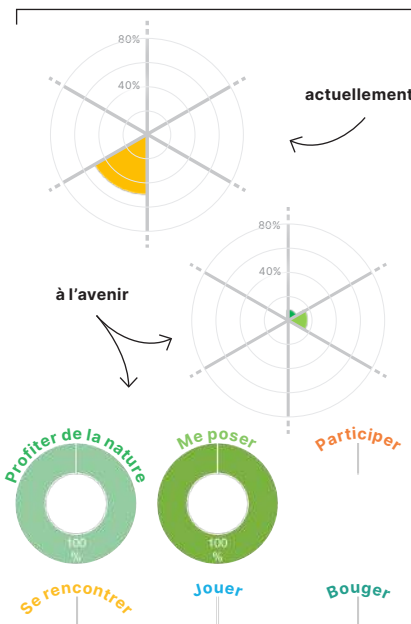 80%
40%
actuellement
80%
40%
à l'avenir
Profiter de la nature
Me poser
Participer
100
%
100
%
Se rencontrer
Jouer
Bouger